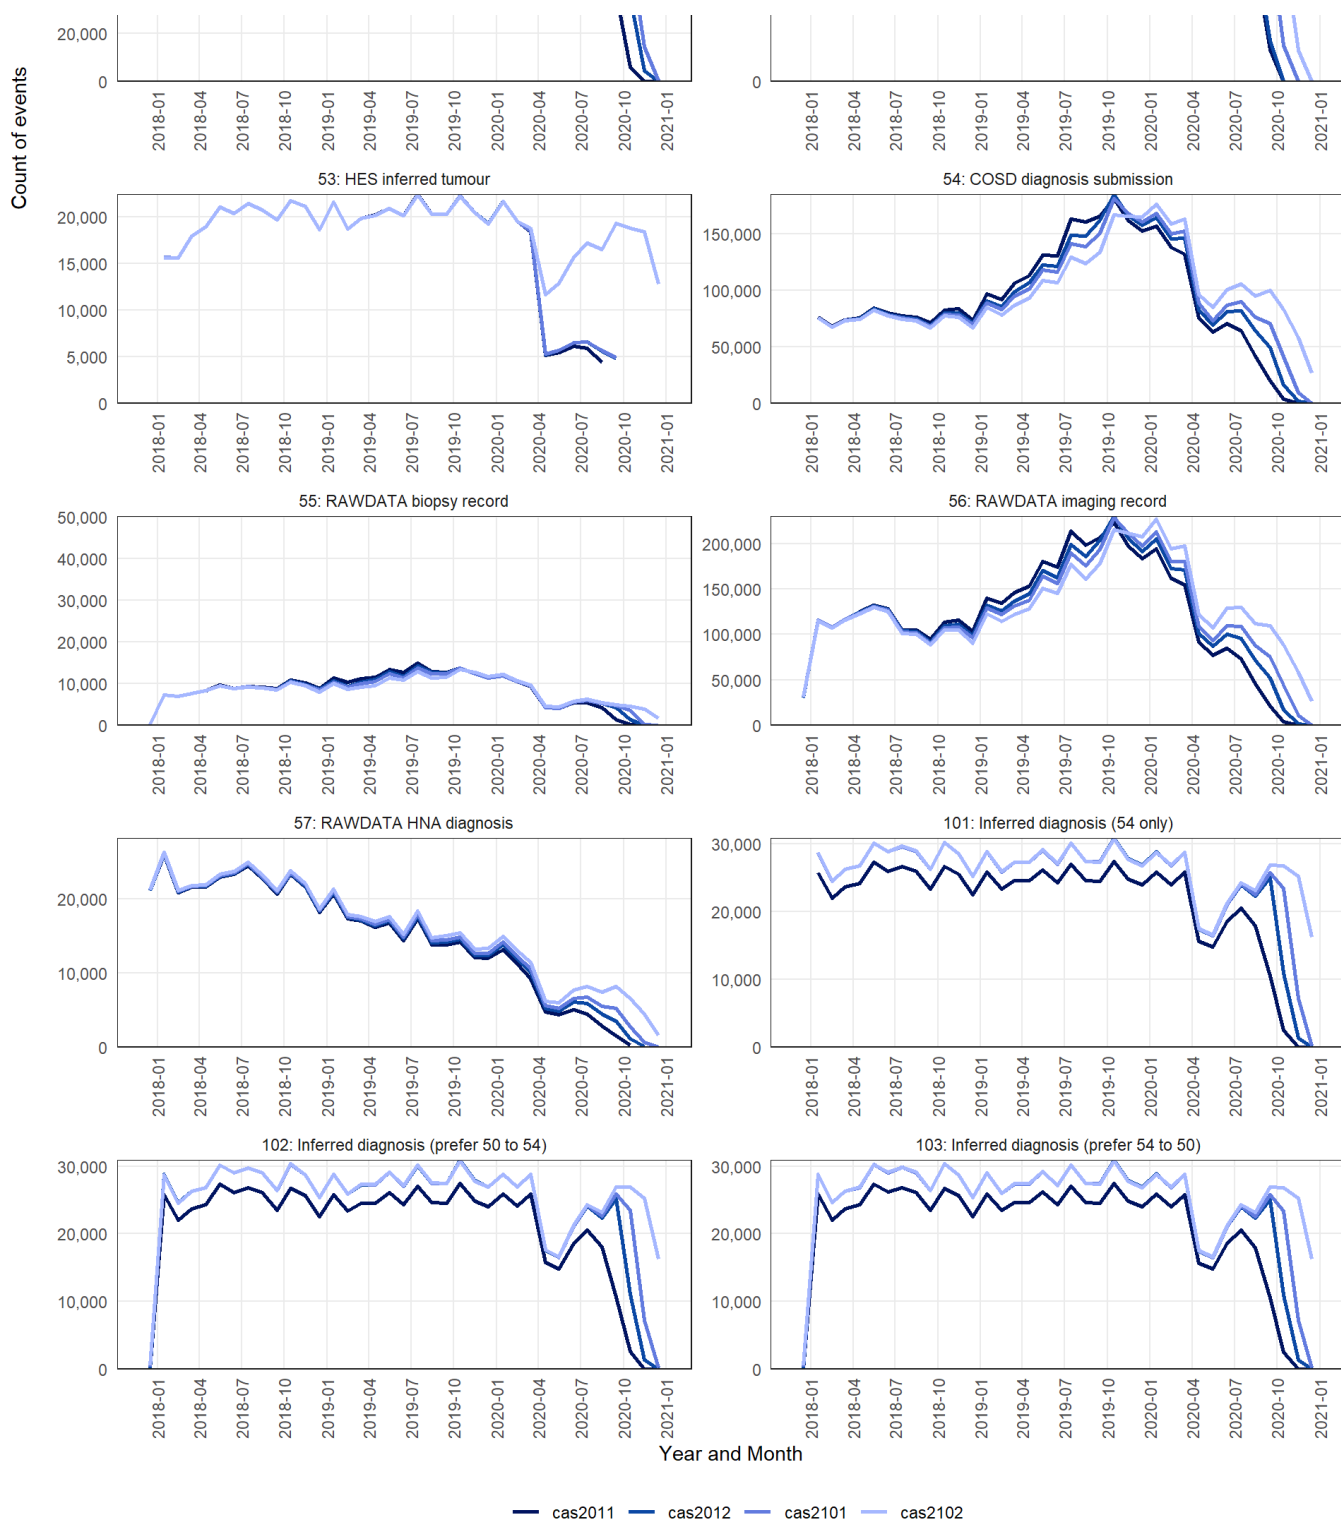 Count of events
20,000
0
2018-01 2018-04 2018-07 2018-10 2019-01 2019-04 2019-07 2019-10 2020-01 2020-04 2020-07 2020-10 2021-01
0
2018-01 2018-04 2018-07 2018-10 2019-01 2019-04 2019-07 2019-10 2020-01 2020-04 2020-07 2020-10 2021-01
53: HES inferred tumour
20,000
15,000
10,000
5,000
0
2018-01 2018-04 2018-07 2018-10 2019-01 2019-04 2019-07 2019-10 2020-01 2020-04 2020-07 2020-10 2021-01
54: COSD diagnosis submission
150,000
100,000
50,000
0
2018-01 2018-04 2018-07 2018-10 2019-01 2019-04 2019-07 2019-10 2020-01 2020-04 2020-07 2020-10 2021-01
55: RAWDATA biopsy record
50,000
40,000
30,000
20,000
10,000
0
2018-01 2018-04 2018-07 2018-10 2019-01 2019-04 2019-07 2019-10 2020-01 2020-04 2020-07 2020-10 2021-01
56: RAWDATA imaging record
200,000
150,000
100,000
50,000
0
2018-01 2018-04 2018-07 2018-10 2019-01 2019-04 2019-07 2019-10 2020-01 2020-04 2020-07 2020-10 2021-01
57: RAWDATA HNA diagnosis
20,000
10,000
0
2018-01 2018-04 2018-07 2018-10 2019-01 2019-04 2019-07 2019-10 2020-01 2020-04 2020-07 2020-10 2021-01
101: Inferred diagnosis (54 only)
30,000
20,000
10,000
0
2018-01 2018-04 2018-07 2018-10 2019-01 2019-04 2019-07 2019-10 2020-01 2020-04 2020-07 2020-10 2021-01
102: Inferred diagnosis (prefer 50 to 54)
30,000
20,000
10,000
0
2018-01 2018-04 2018-07 2018-10 2019-01 2019-04 2019-07 2019-10 2020-01 2020-04 2020-07 2020-10 2021-01
103: Inferred diagnosis (prefer 54 to 50)
30,000
20,000
10,000
0
2018-01 2018-04 2018-07 2018-10 2019-01 2019-04 2019-07 2019-10 2020-01 2020-04 2020-07 2020-10 2021-01
Year and Month
cas2011 cas2012 cas2101 cas2102